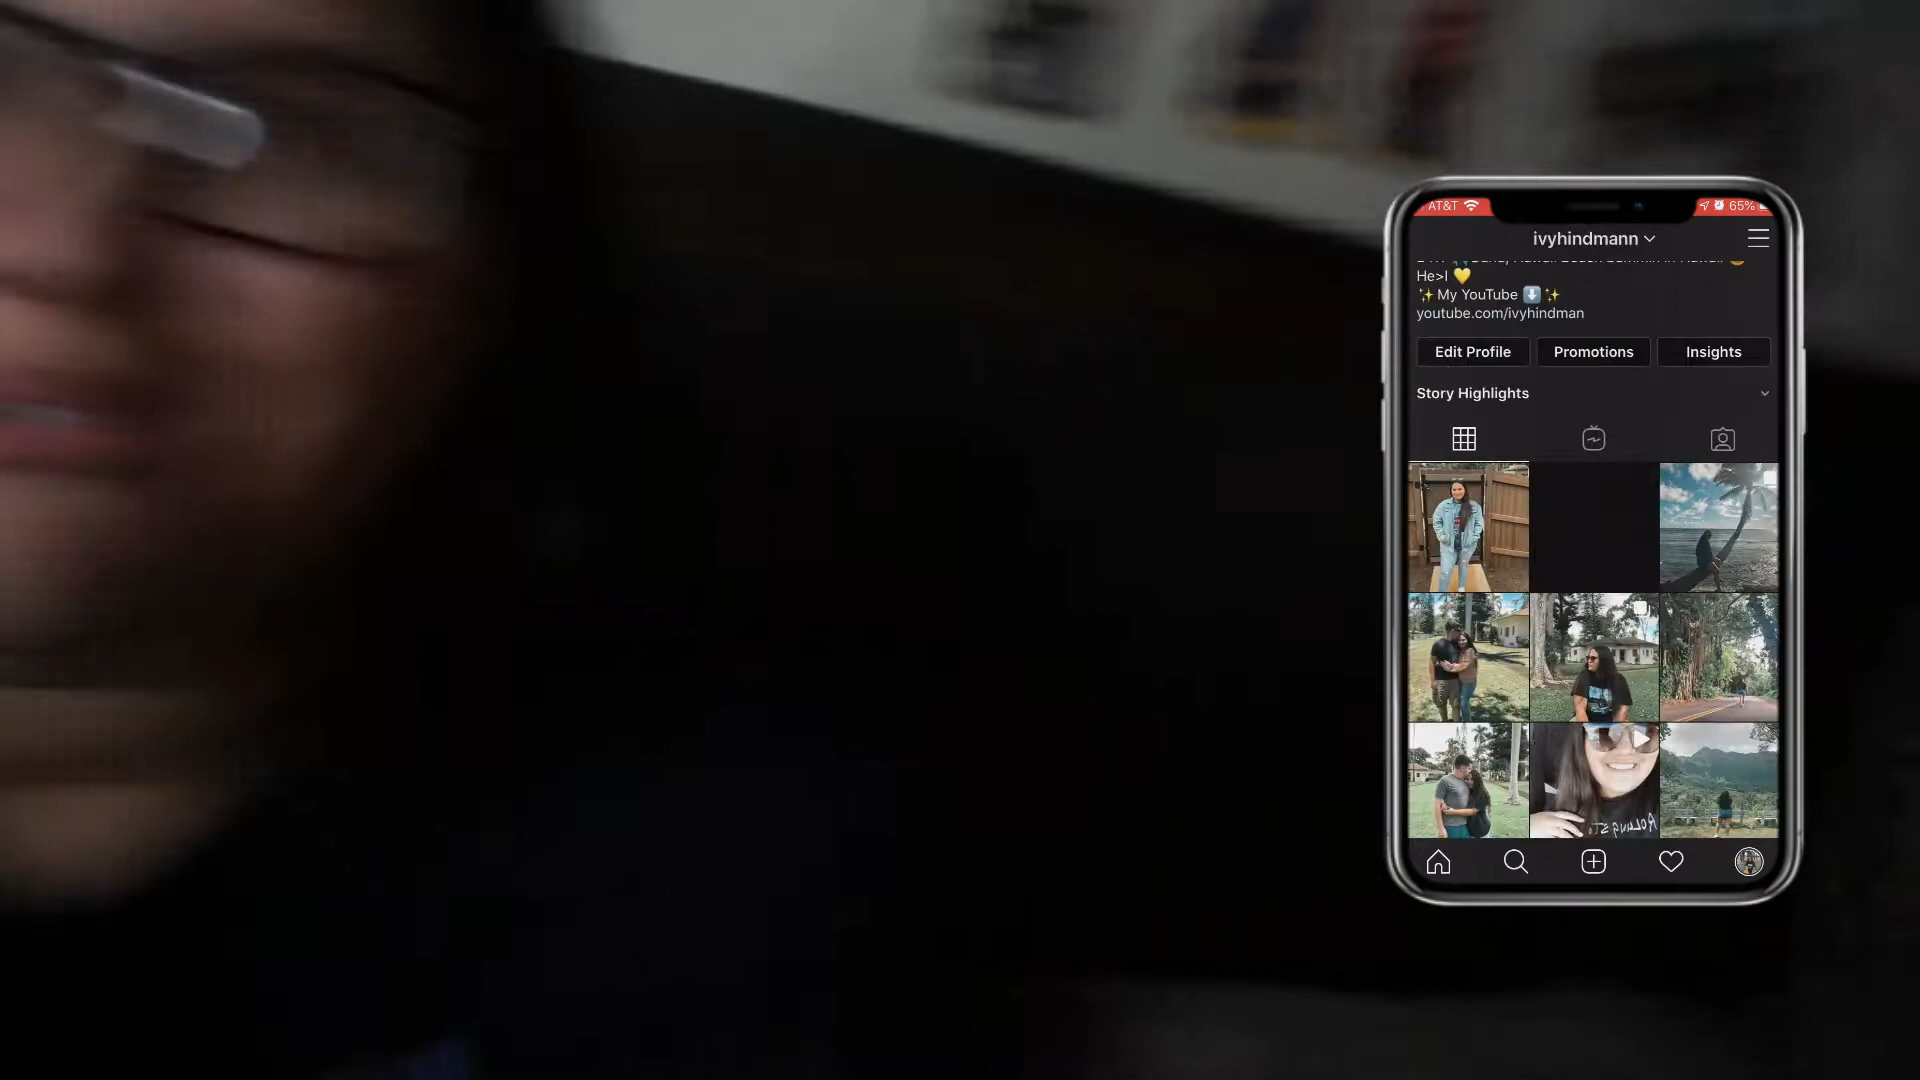 AT&T 65%
ivyhindmann
He>I 💛
✨ My YouTube ⬇️ ✨
youtube.com/ivyhindman
Edit Profile Promotions Insights
Story Highlights